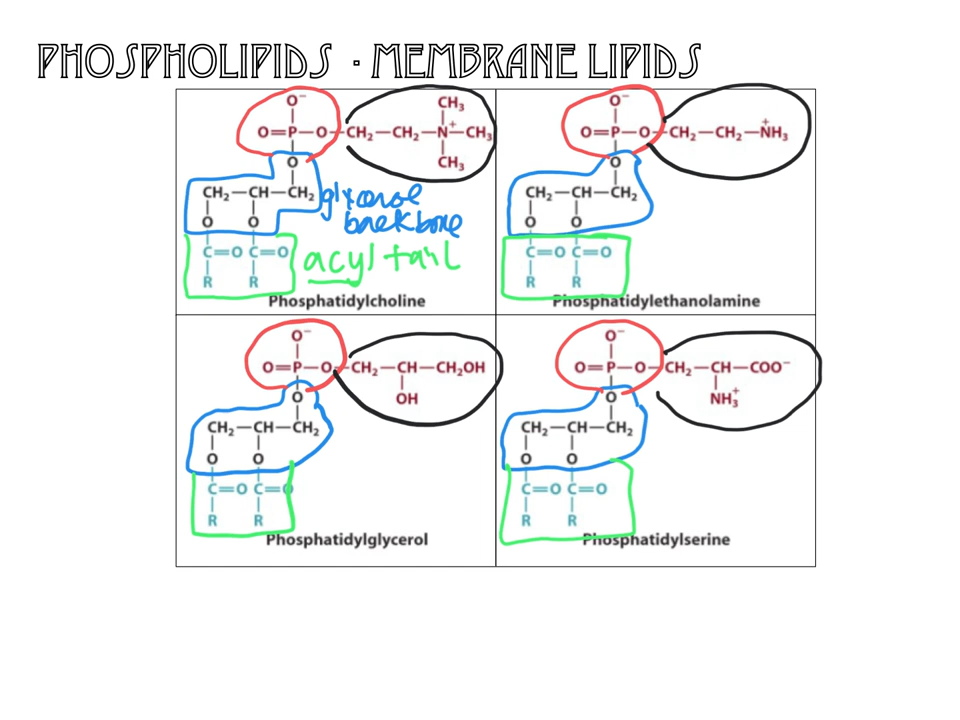 PHOSPHOLIPIDS · MEMBRANE LIPIDS
O⁻
O=P—O—CH₂—CH₂—N⁺—CH₃
CH₃
CH₃
O
CH₂—CH—CH₂
O O
C=O C=O
R R
glycerol
backbone
acyl tail
Phosphatidylcholine
O⁻
O=P—O—CH₂—CH₂—N⁺H₃
O
CH₂—CH—CH₂
O O
C=O C=O
R R
Phosphatidylethanolamine
O⁻
O=P—O—CH₂—CH—CH₂OH
OH
O
CH₂—CH—CH₂
O O
C=O C=O
R R
Phosphatidylglycerol
O⁻
O=P—O—CH₂—CH—COO⁻
NH₃⁺
O
CH₂—CH—CH₂
O O
C=O C=O
R R
Phosphatidylserine